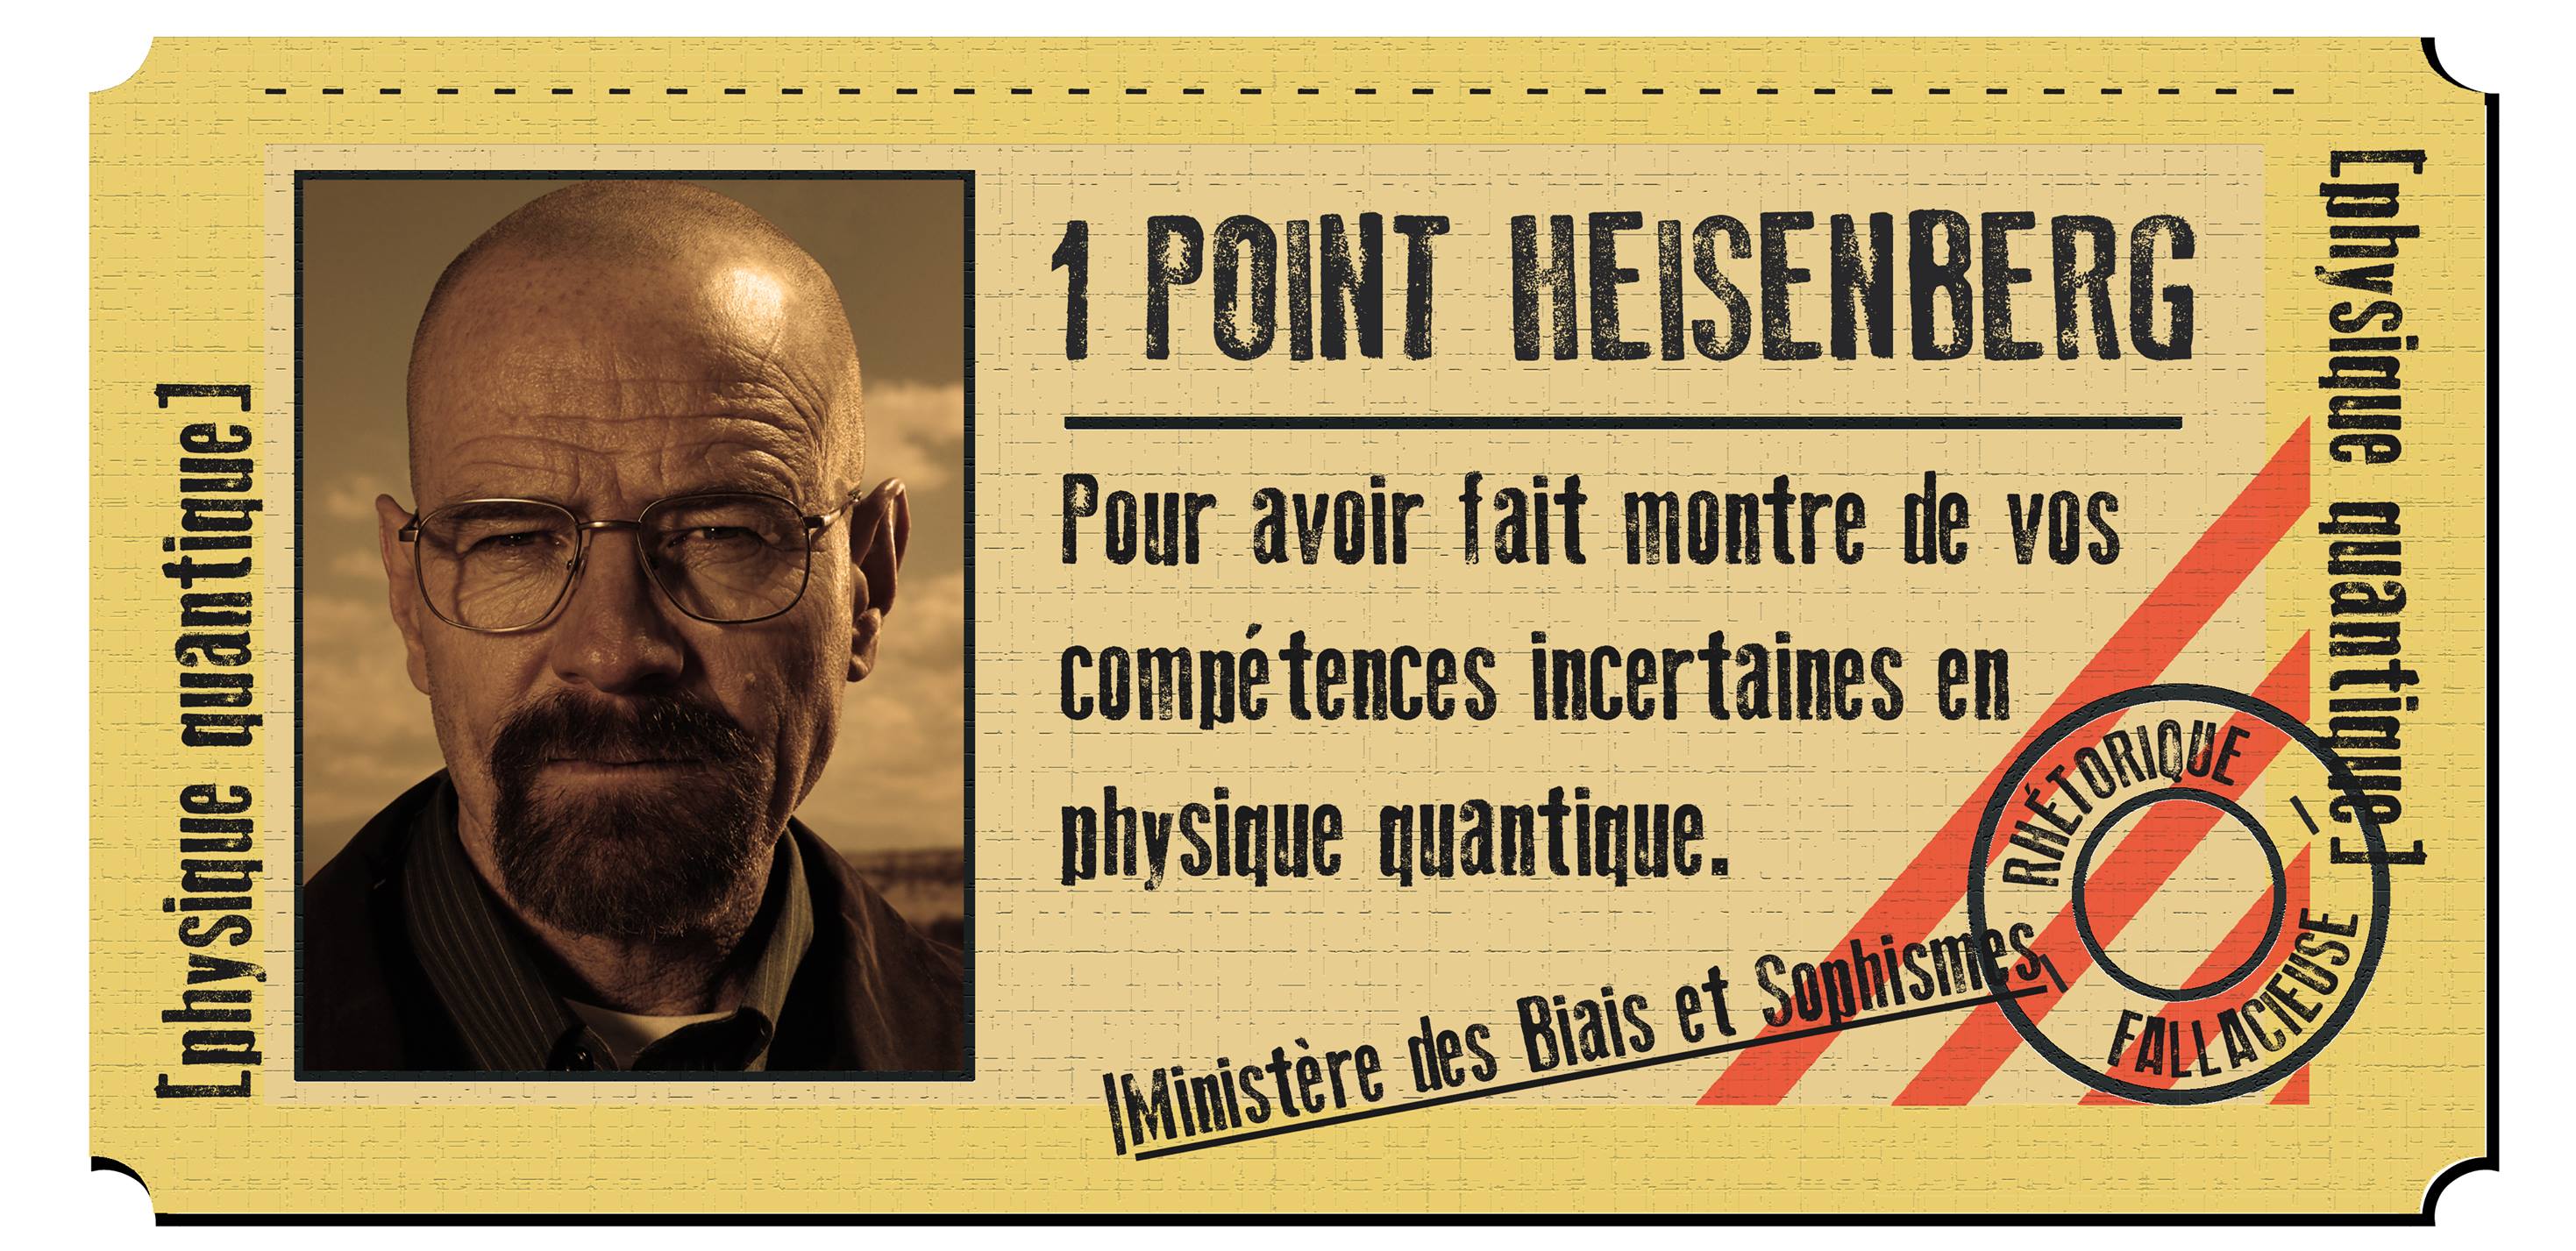 [physique quantique]
1 POINT HEISENBERG
Pour avoir fait montre de vos
compétences incertaines en
physique quantique.
|Ministère des Biais et Sophismes|
RHÉTORIQUE
FALLACIEUSE
[physique quantique]